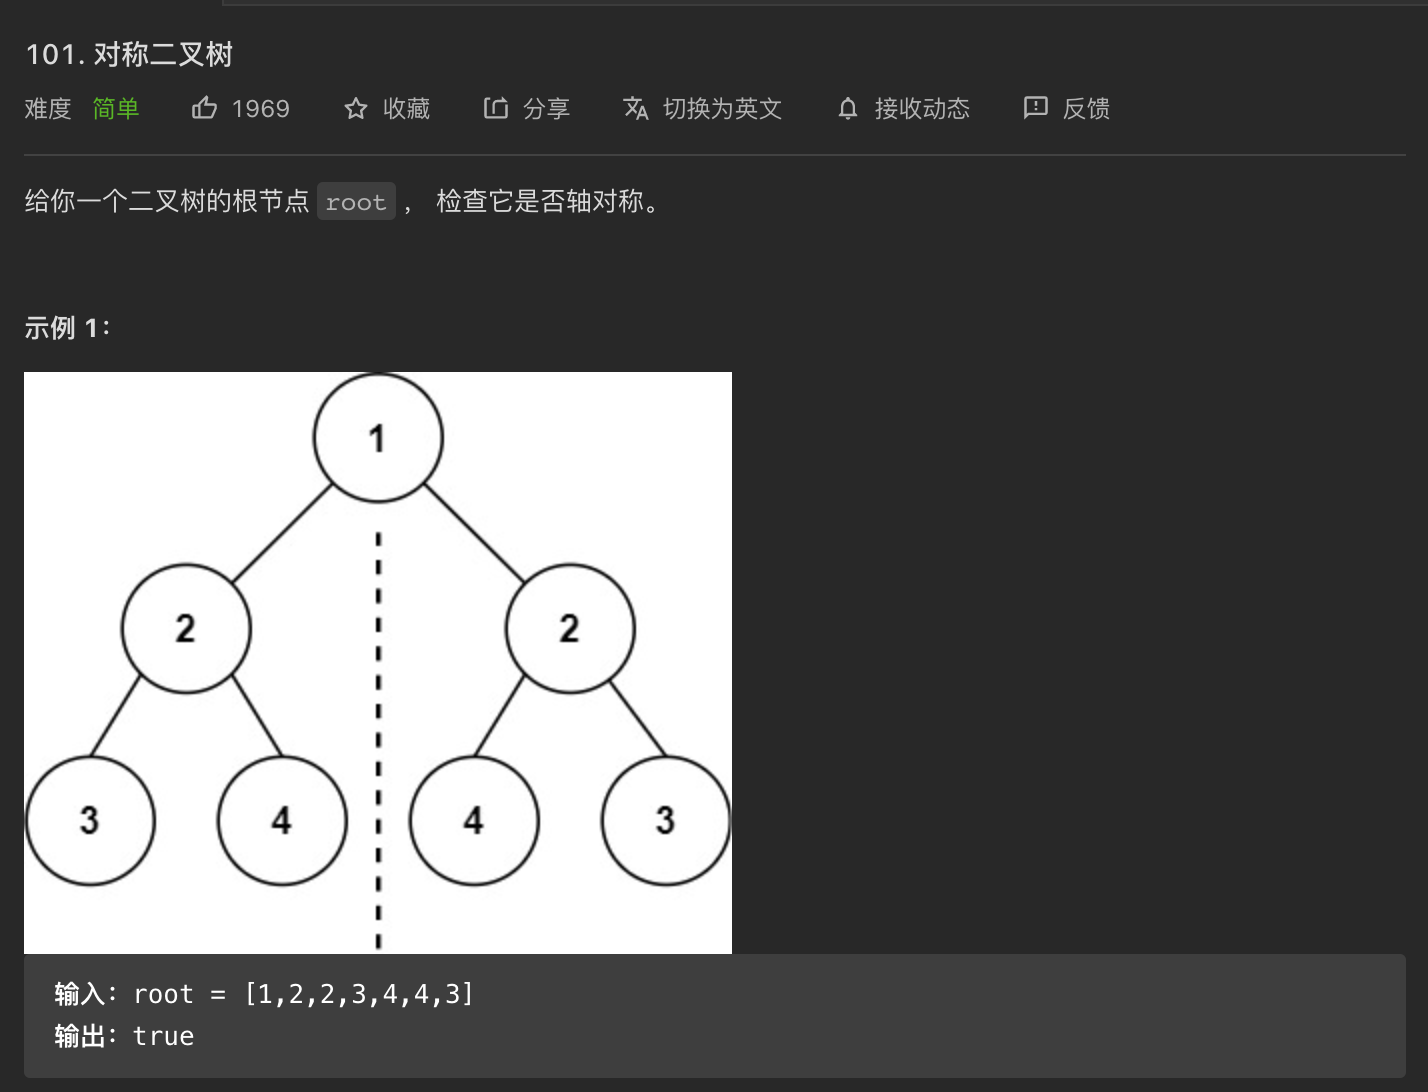 101. 对称二叉树
难度 简单 1969 收藏 分享 切换为英文 接收动态 反馈
给你一个二叉树的根节点 root ， 检查它是否轴对称。
示例 1：
1
2 2
3 4 4 3
输入：root = [1,2,2,3,4,4,3]
输出：true